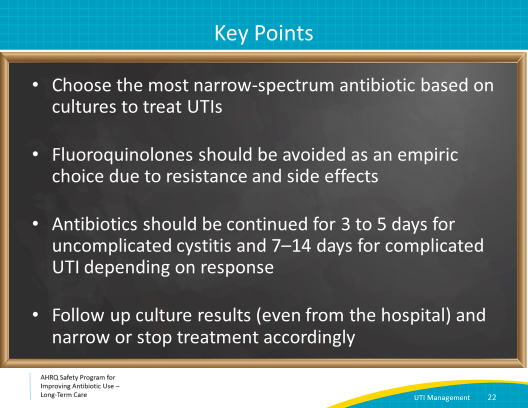 Key Points
• Choose the most narrow-spectrum antibiotic based on
cultures to treat UTIs
• Fluoroquinolones should be avoided as an empiric
choice due to resistance and side effects
• Antibiotics should be continued for 3 to 5 days for
uncomplicated cystitis and 7–14 days for complicated
UTI depending on response
• Follow up culture results (even from the hospital) and
narrow or stop treatment accordingly
AHRQ Safety Program for
Improving Antibiotic Use –
Long-Term Care
UTI Management 22